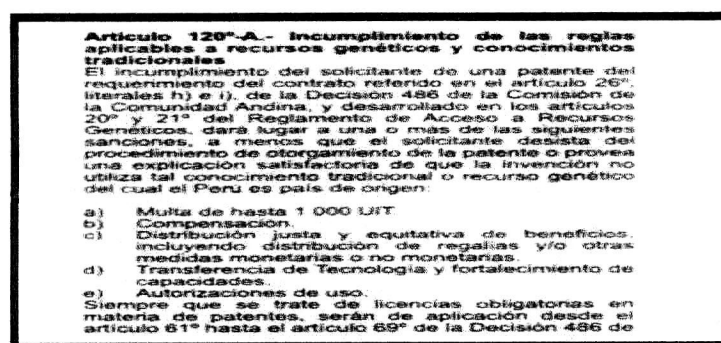 Artículo 120°-A.- Incumplimiento de las reglas
aplicables a recursos genéticos y conocimientos
tradicionales
El incumplimiento del solicitante de una patente del
requerimiento del contrato referido en el artículo 26°,
literales h) e i), de la Decisión 486 de la Comisión de
la Comunidad Andina, y desarrollado en los artículos
20° y 21° del Reglamento de Acceso a Recursos
Genéticos, dará lugar a una o más de las siguientes
sanciones, a menos que el solicitante desista del
procedimiento de otorgamiento de la patente o provea
una explicación satisfactoria de que la invención no
utiliza tal conocimiento tradicional o recurso genético
del cual el Perú es país de origen:
a) Multa de hasta 1 000 UIT
b) Compensación.
c) Distribución justa y equitativa de beneficios,
incluyendo distribución de regalías y/o otras
medidas monetarias o no monetarias.
d) Transferencia de Tecnología y fortalecimiento de
capacidades.
e) Autorizaciones de uso.
Siempre que se trate de licencias obligatorias en
materia de patentes, serán de aplicación desde el
artículo 61° hasta el artículo 69° de la Decisión 486 de